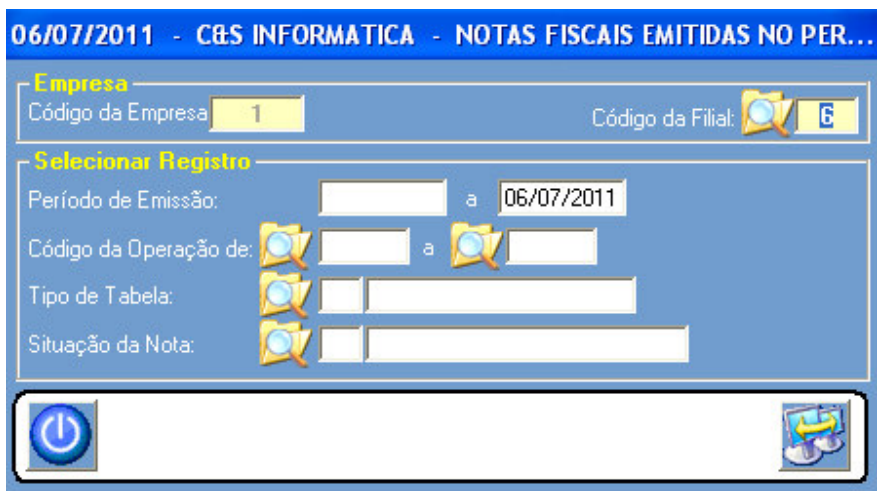 06/07/2011 - C&S INFORMATICA - NOTAS FISCAIS EMITIDAS NO PER...
Empresa
Código da Empresa 1 Código da Filial: 6
Selecionar Registro
Período de Emissão: a 06/07/2011
Código da Operação de: a
Tipo de Tabela:
Situação da Nota: